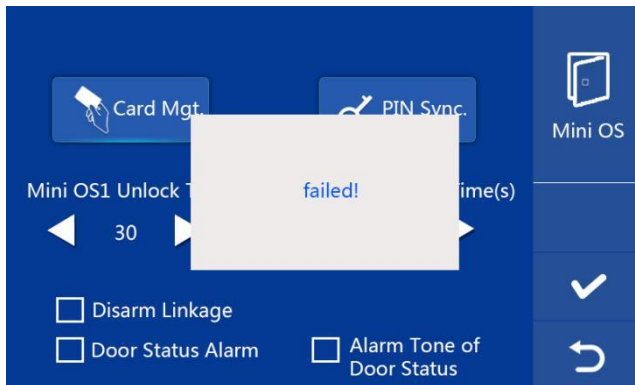 Card Mgt.
PIN Sync.
Mini OS
Mini OS1 Unlock
failed!
ime(s)
30
Disarm Linkage
Door Status Alarm
Alarm Tone of
Door Status